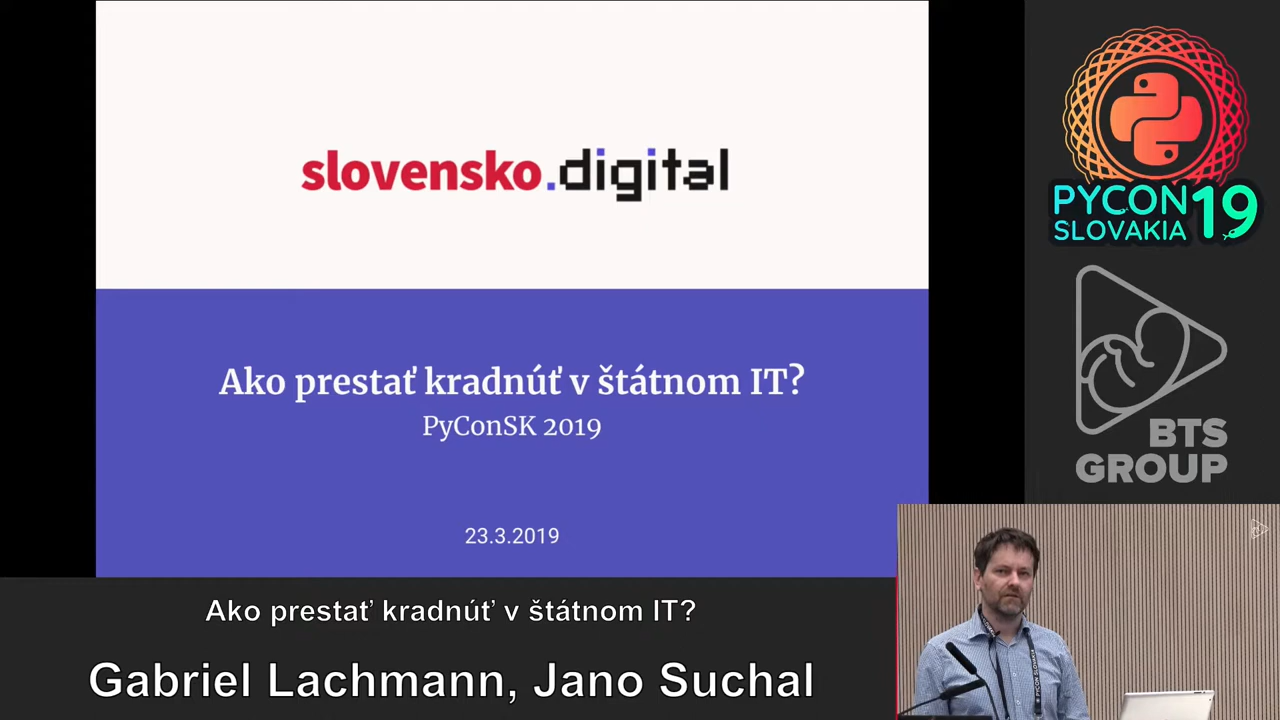 slovensko.digital
Ako prestať kradnúť v štátnom IT?
PyConSK 2019
23.3.2019
PYCON
SLOVAKIA
19
BTS
GROUP
Ako prestať kradnúť v štátnom IT?
Gabriel Lachmann, Jano Suchal